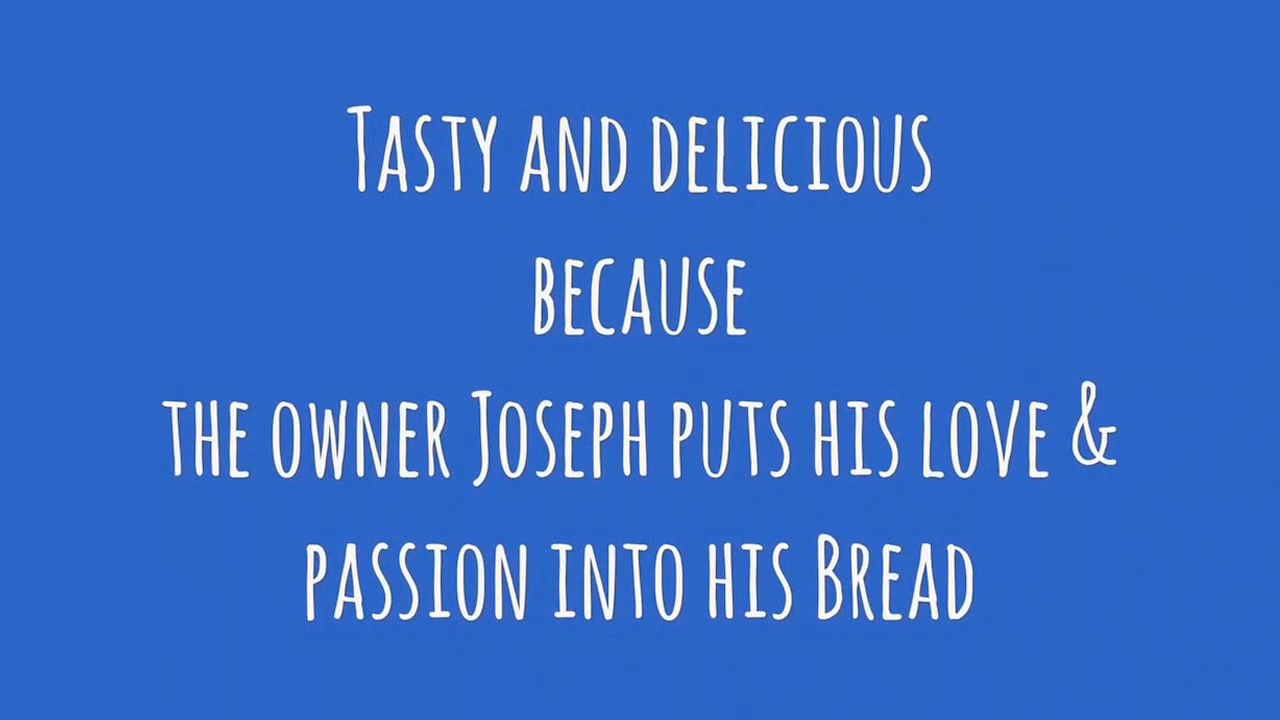 Tasty and delicious
because
the owner Joseph puts his love &
passion into his Bread